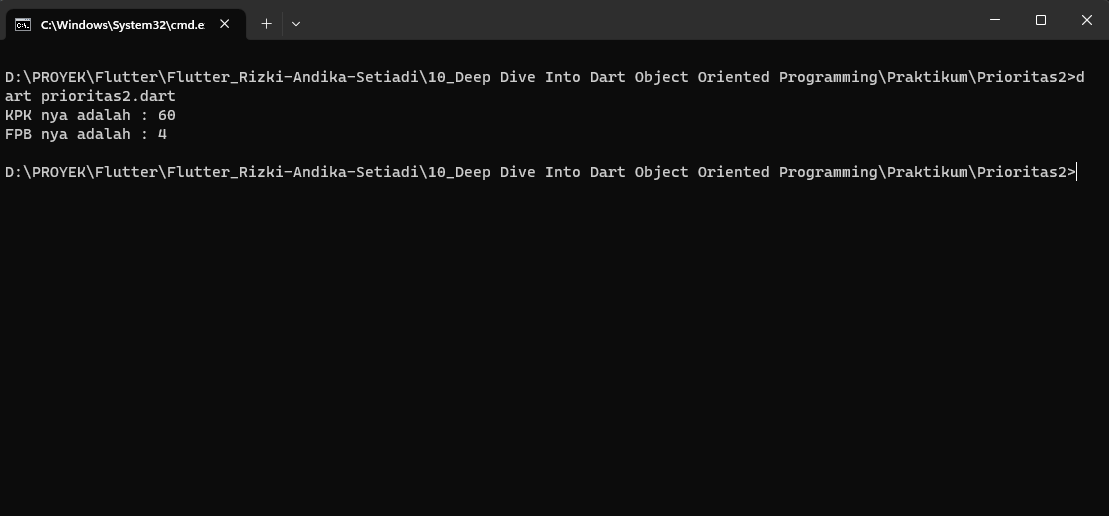 C:\Windows\System32\cmd.e
D:\PROYEK\Flutter\Flutter_Rizki-Andika-Setiadi\10_Deep Dive Into Dart Object Oriented Programming\Praktikum\Prioritas2>d
art prioritas2.dart
KPK nya adalah : 60
FPB nya adalah : 4
D:\PROYEK\Flutter\Flutter_Rizki-Andika-Setiadi\10_Deep Dive Into Dart Object Oriented Programming\Praktikum\Prioritas2>